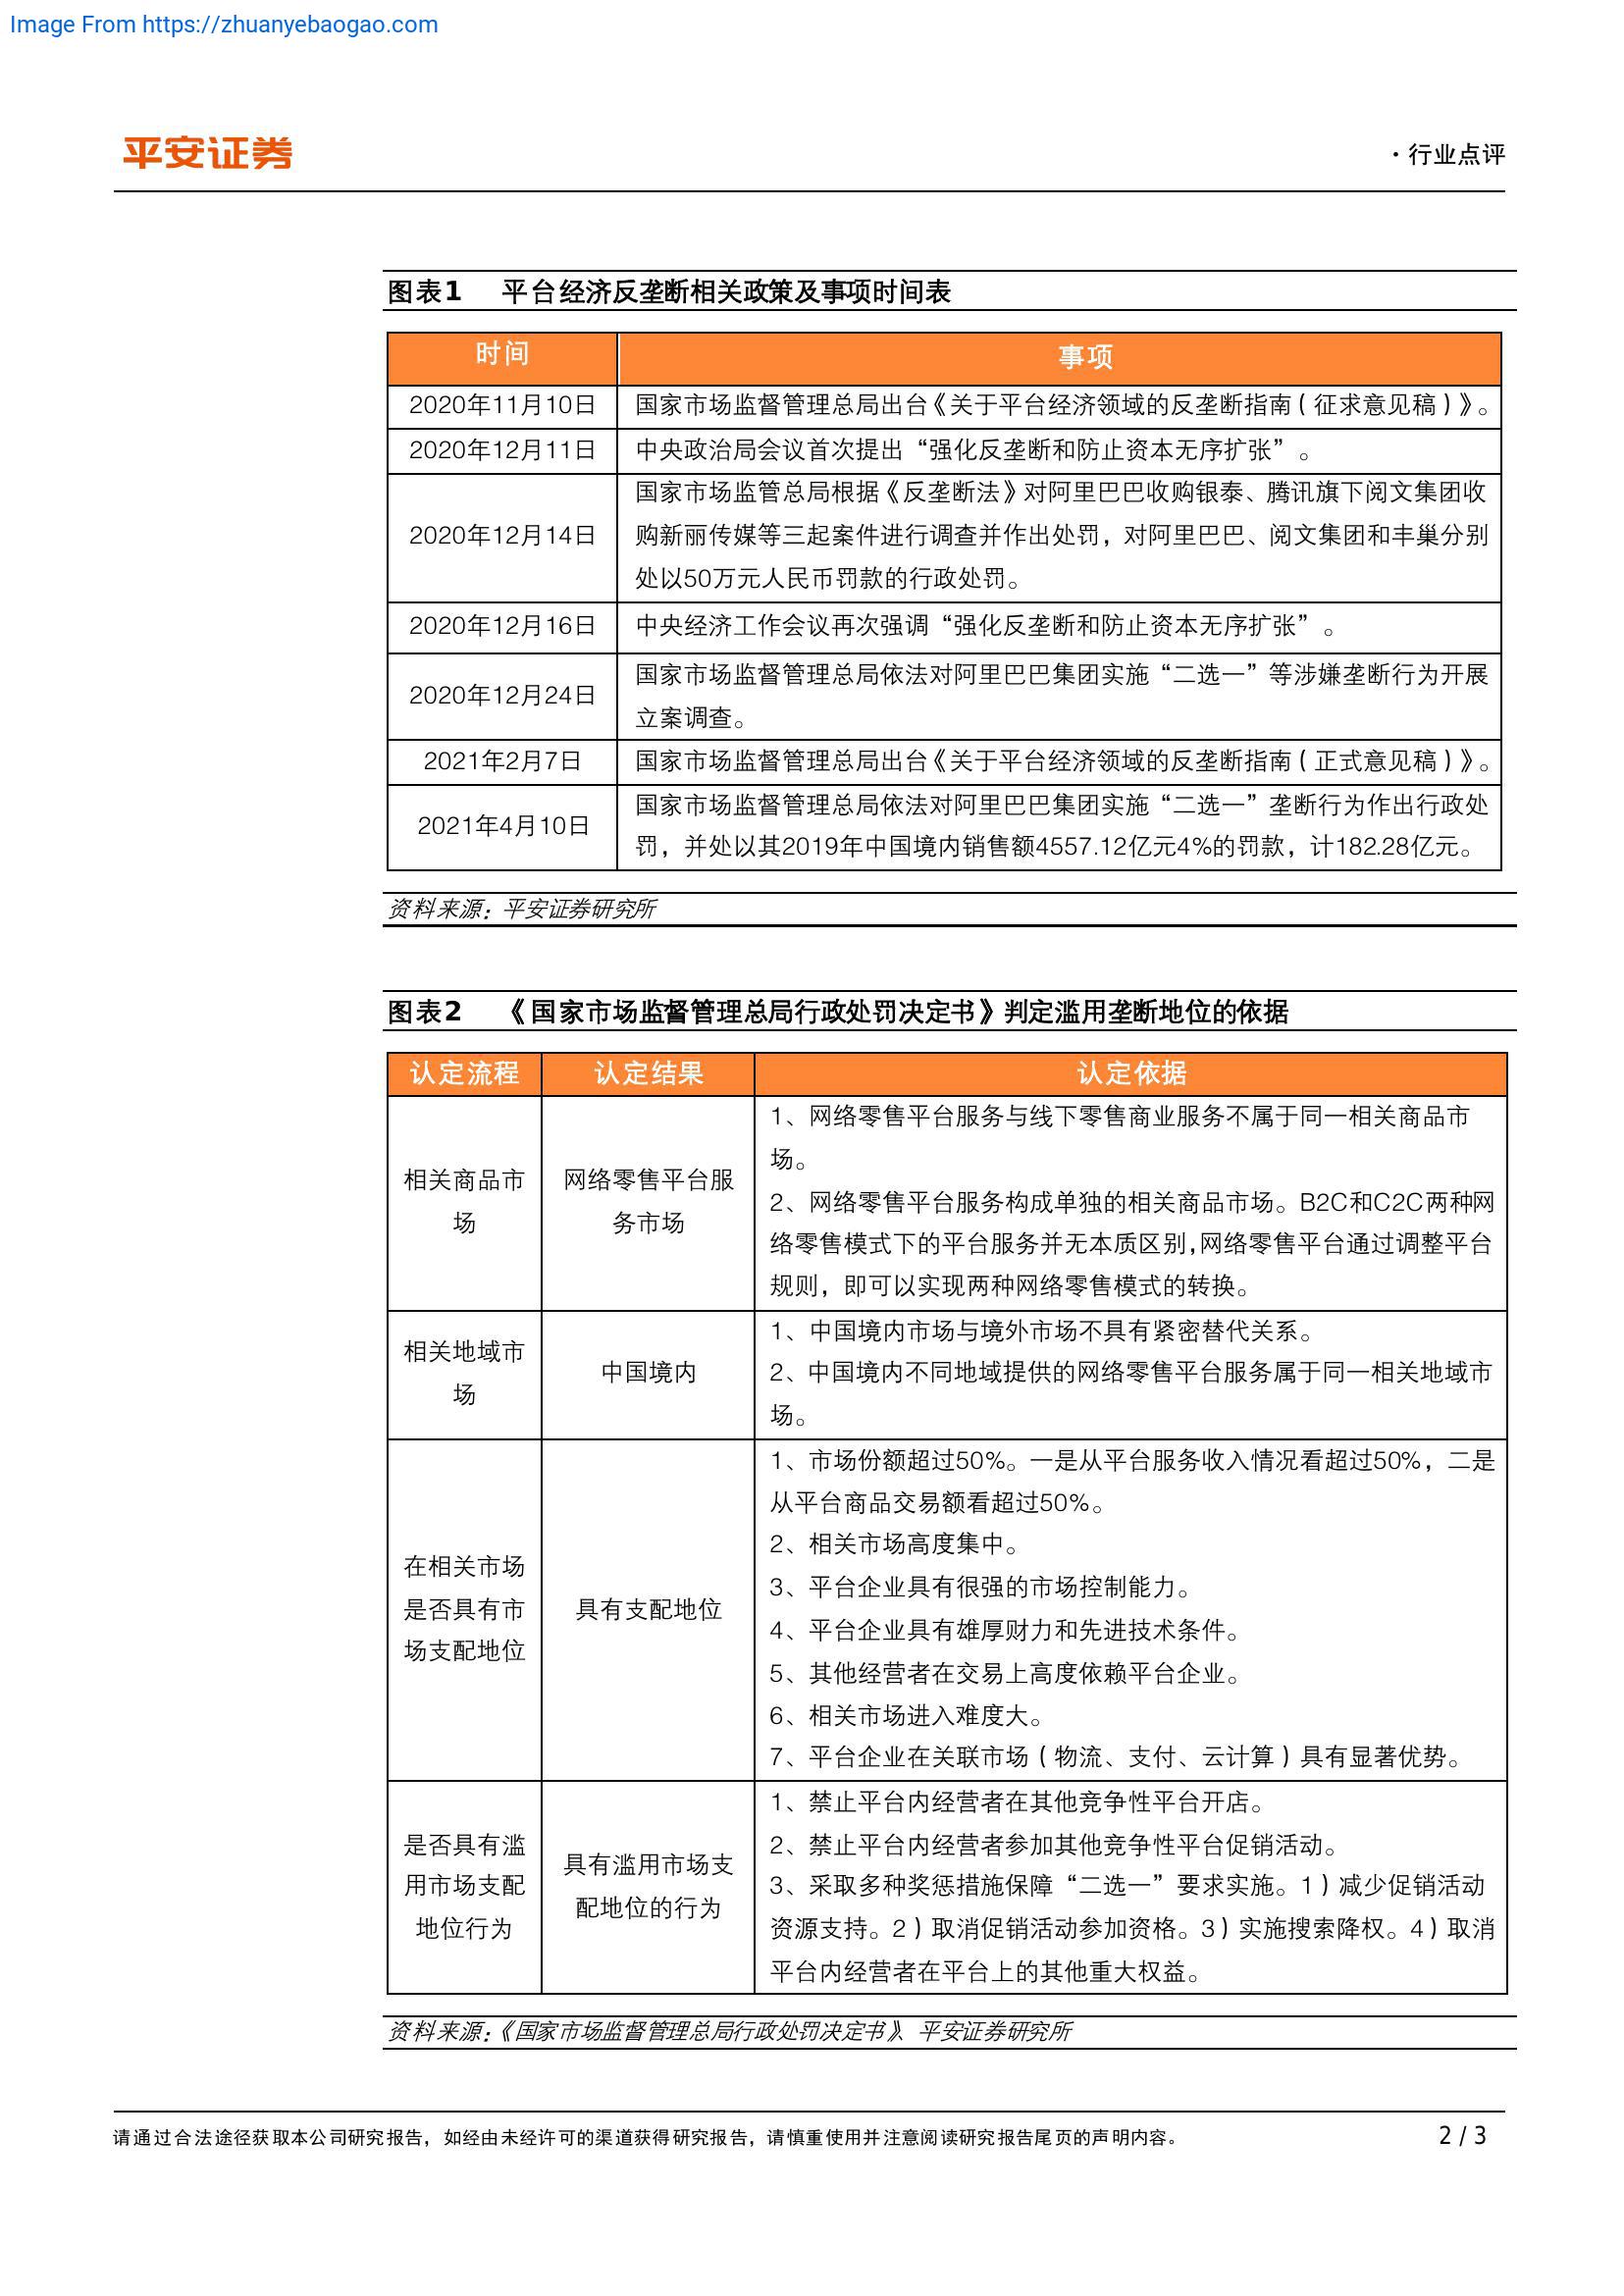 Image From https://zhuanyebaogao.com
平安证券
·行业点评
图表1 平台经济反垄断相关政策及事项时间表
时间 事项
2020年11月10日 国家市场监督管理总局出台《关于平台经济领域的反垄断指南（征求意见稿）》。
2020年12月11日 中央政治局会议首次提出“强化反垄断和防止资本无序扩张”。
国家市场监管总局根据《反垄断法》对阿里巴巴收购银泰、腾讯旗下阅文集团收
2020年12月14日 购新丽传媒等三起案件进行调查并作出处罚，对阿里巴巴、阅文集团和丰巢分别
处以50万元人民币罚款的行政处罚。
2020年12月16日 中央经济工作会议再次强调“强化反垄断和防止资本无序扩张”。
2020年12月24日
国家市场监督管理总局依法对阿里巴巴集团实施“二选一”等涉嫌垄断行为开展
立案调查。
2021年2月7日 国家市场监督管理总局出台《关于平台经济领域的反垄断指南（正式意见稿）》。
2021年4月10日
国家市场监督管理总局依法对阿里巴巴集团实施“二选一”垄断行为作出行政处
罚，并处以其2019年中国境内销售额4557.12亿元4%的罚款，计182.28亿元。
资料来源：平安证券研究所
图表2 《国家市场监督管理总局行政处罚决定书》判定滥用垄断地位的依据
认定流程 认定结果 认定依据
相关商品市
场
网络零售平台服
务市场
1、网络零售平台服务与线下零售商业服务不属于同一相关商品市
场。
2、网络零售平台服务构成单独的相关商品市场。B2C和C2C两种网
络零售模式下的平台服务并无本质区别，网络零售平台通过调整平台
规则，即可以实现两种网络零售模式的转换。
相关地域市
场
中国境内
1、中国境内市场与境外市场不具有紧密替代关系。
2、中国境内不同地域提供的网络零售平台服务属于同一相关地域市
场。
在相关市场
是否具有市
场支配地位
具有支配地位
1、市场份额超过50%。一是从平台服务收入情况看超过50%，二是
从平台商品交易额看超过50%。
2、相关市场高度集中。
3、平台企业具有很强的市场控制能力。
4、平台企业具有雄厚财力和先进技术条件。
5、其他经营者在交易上高度依赖平台企业。
6、相关市场进入难度大。
7、平台企业在关联市场（物流、支付、云计算）具有显著优势。
是否具有滥
用市场支配
地位行为
具有滥用市场支
配地位的行为
1、禁止平台内经营者在其他竞争性平台开店。
2、禁止平台内经营者参加其他竞争性平台促销活动。
3、采取多种奖惩措施保障“二选一”要求实施。1）减少促销活动
资源支持。2）取消促销活动参加资格。3）实施搜索降权。4）取消
平台内经营者在平台上的其他重大权益。
资料来源：《国家市场监督管理总局行政处罚决定书》 平安证券研究所
请通过合法途径获取本公司研究报告，如经由未经许可的渠道获得研究报告，请慎重使用并注意阅读研究报告尾页的声明内容。
2 / 3